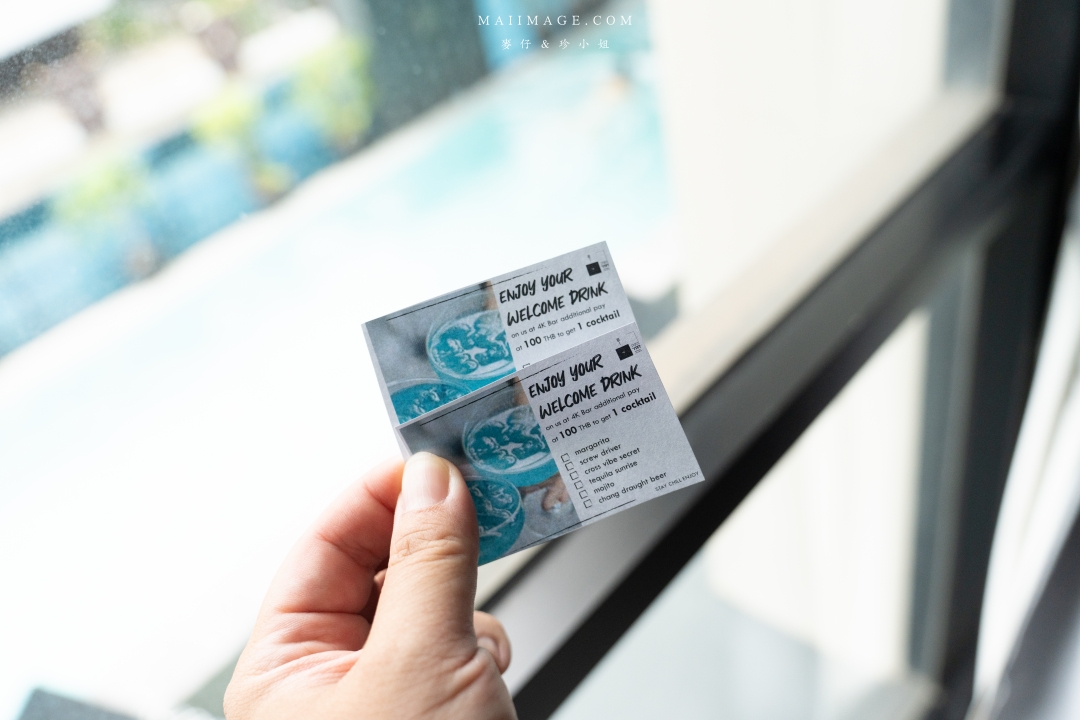 MAIIMAGE.COM
麥仔&珍小姐
ENJOY YOUR
WELCOME DRINK
on us at 4K Bar additional pay
at 100 THB to get 1 cocktail
ENJOY YOUR
WELCOME DRINK
on us at 4K Bar additional pay
at 100 THB to get 1 cocktail
margarita
screw driver
cross vibe secret
tequila sunrise
mojito
chang draught beer
STAY. CHILL. ENJOY